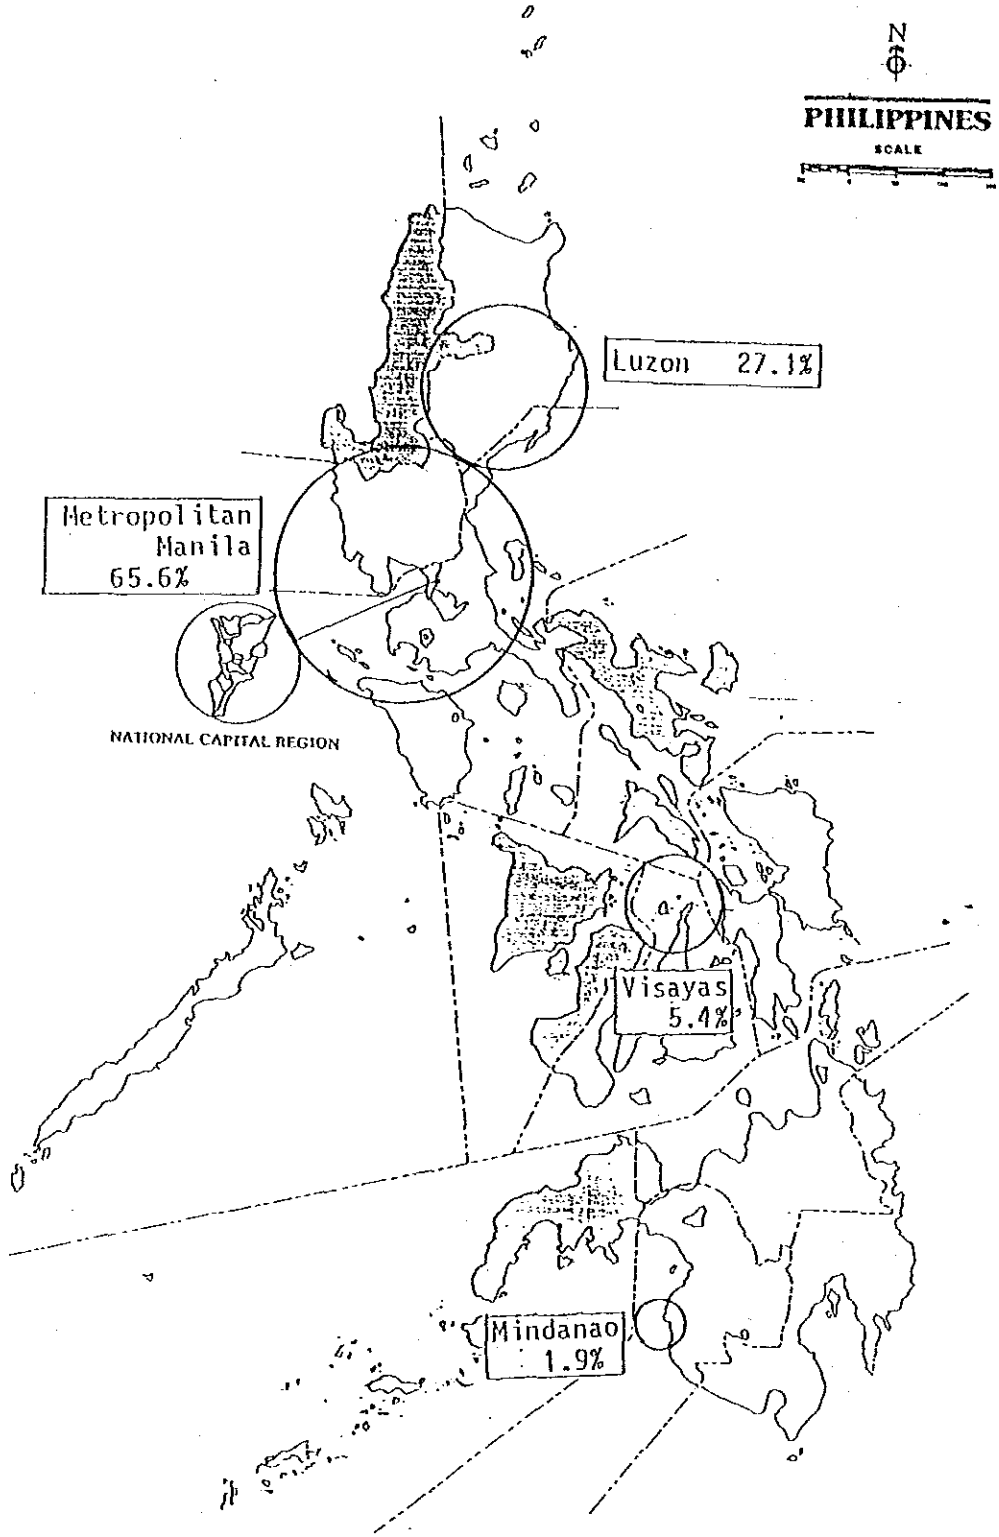 N
PHILIPPINES
SCALE
Luzon 27.1%
Metropolitan
Manila
65.6%
NATIONAL CAPITAL REGION
Visayas
5.4%
Mindanao
1.9%